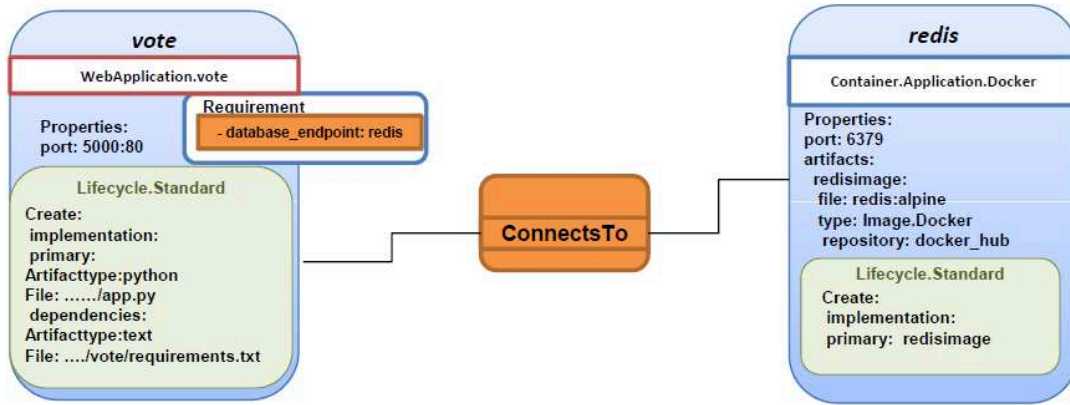 vote
WebApplication.vote
Requirement
- database_endpoint: redis
Properties:
port: 5000:80
Lifecycle.Standard
Create:
implementation:
primary:
Artifacttype:python
File: ....../app.py
dependencies:
Artifacttype:text
File: ..../vote/requirements.txt
ConnectsTo
redis
Container.Application.Docker
Properties:
port: 6379
artifacts:
redisimage:
file: redis:alpine
type: Image.Docker
repository: docker_hub
Lifecycle.Standard
Create:
implementation:
primary: redisimage